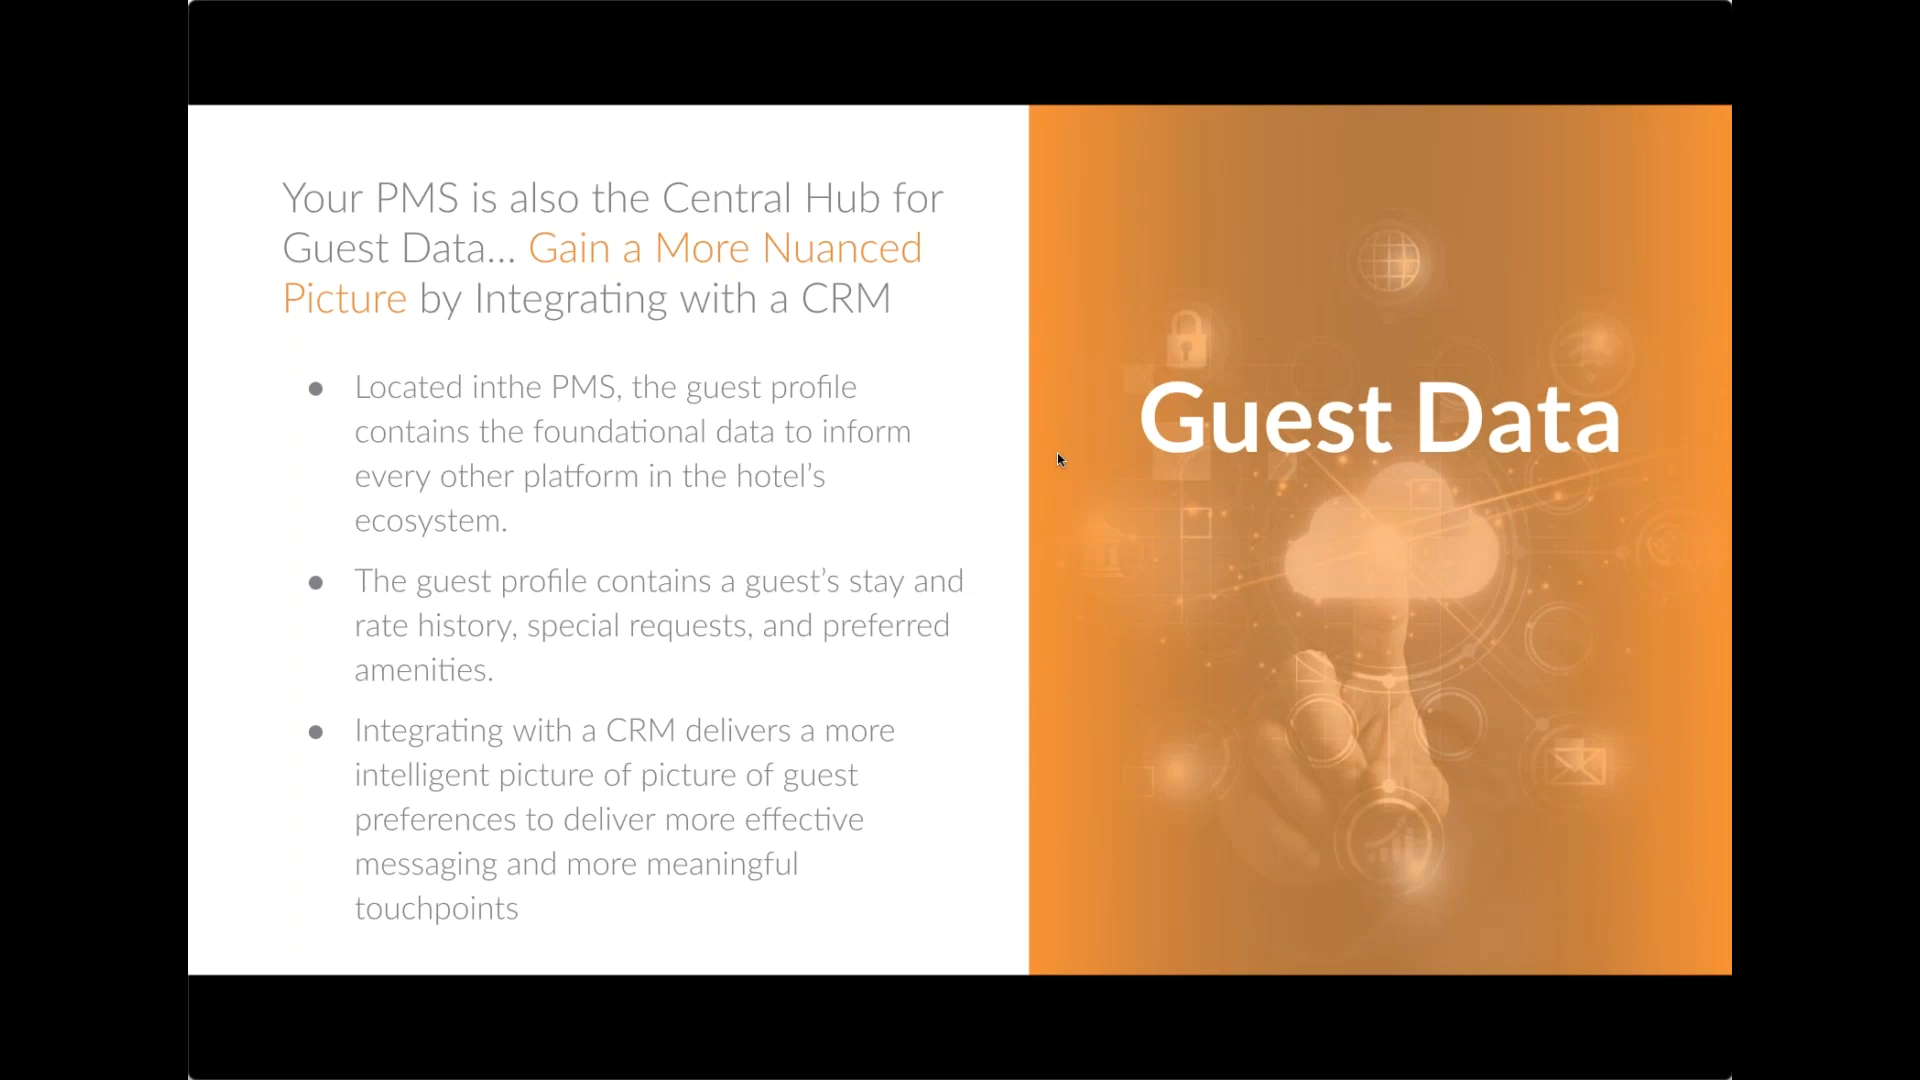 Your PMS is also the Central Hub for
Guest Data... Gain a More Nuanced
Picture by Integrating with a CRM
● Located inthe PMS, the guest profile
contains the foundational data to inform
every other platform in the hotel’s
ecosystem.
● The guest profile contains a guest’s stay and
rate history, special requests, and preferred
amenities.
● Integrating with a CRM delivers a more
intelligent picture of picture of guest
preferences to deliver more effective
messaging and more meaningful
touchpoints
Guest Data